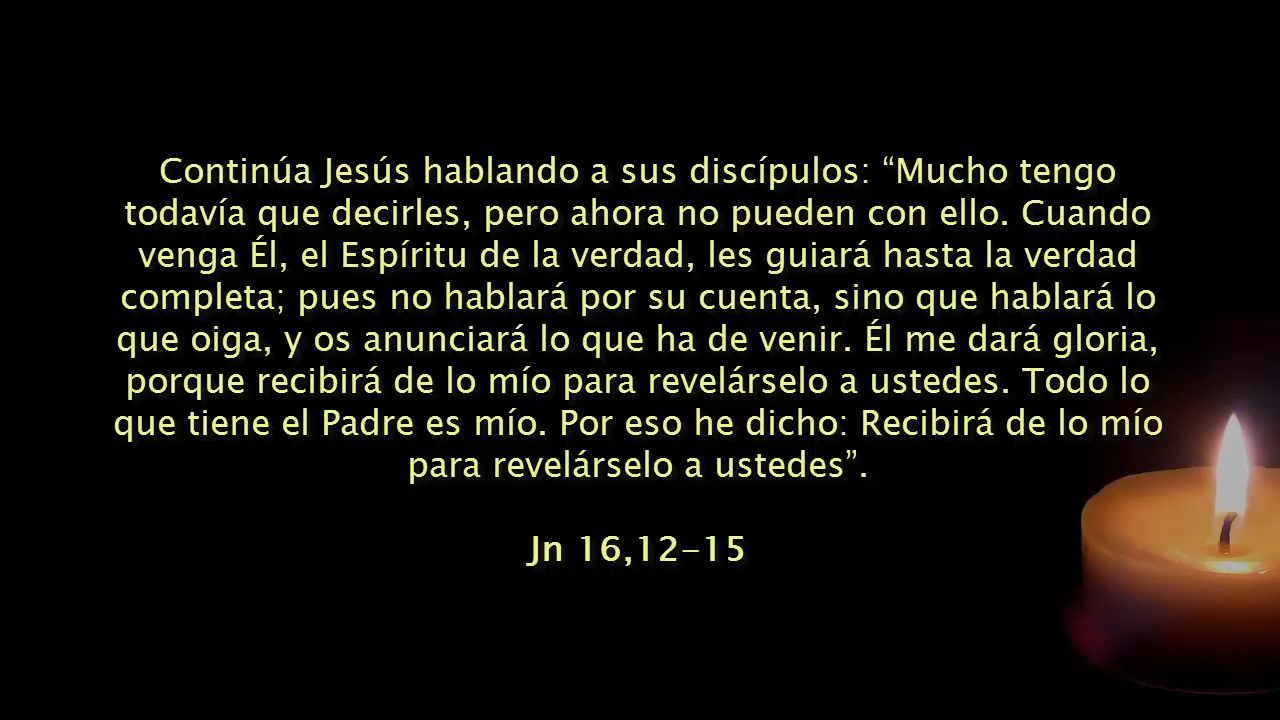 Continúa Jesús hablando a sus discípulos: “Mucho tengo
todavía que decirles, pero ahora no pueden con ello. Cuando
venga Él, el Espíritu de la verdad, les guiará hasta la verdad
completa; pues no hablará por su cuenta, sino que hablará lo
que oiga, y os anunciará lo que ha de venir. Él me dará gloria,
porque recibirá de lo mío para revelárselo a ustedes. Todo lo
que tiene el Padre es mío. Por eso he dicho: Recibirá de lo mío
para revelárselo a ustedes”.
Jn 16,12-15